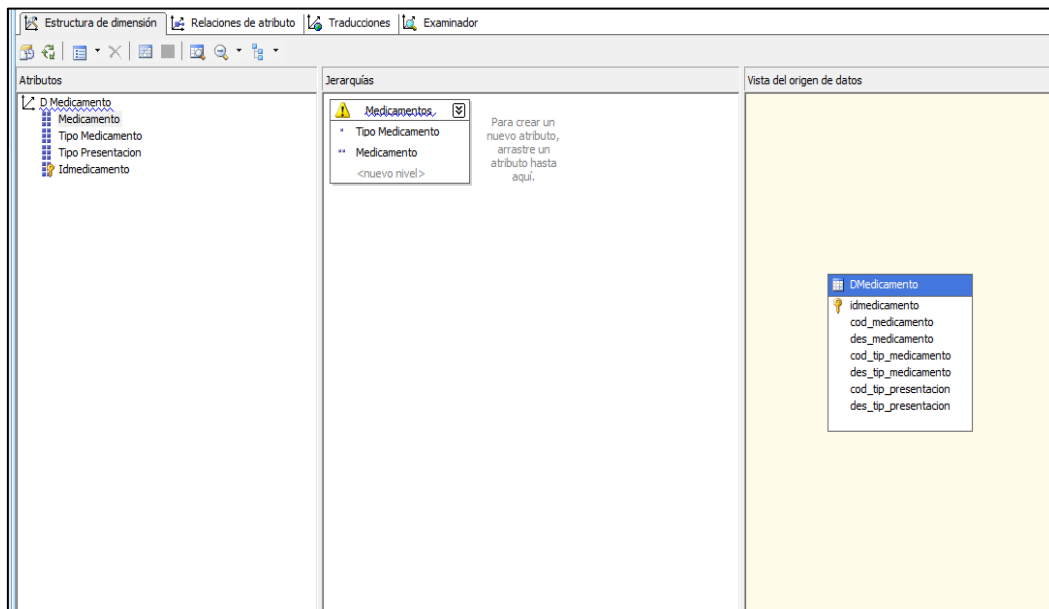 Estructura de dimensión
Relaciones de atributo
Traducciones
Examinador
Atributos
Jerarquías
Vista del origen de datos
D Medicamento
Medicamento
Tipo Medicamento
Tipo Presentacion
Idmedicamento
Medicamentos
Tipo Medicamento
Medicamento
<nuevo nivel>
Para crear un
nuevo atributo,
arrastre un
atributo hasta
aquí.
DMedicamento
idmedicamento
cod_medicamento
des_medicamento
cod_tip_medicamento
des_tip_medicamento
cod_tip_presentacion
des_tip_presentacion